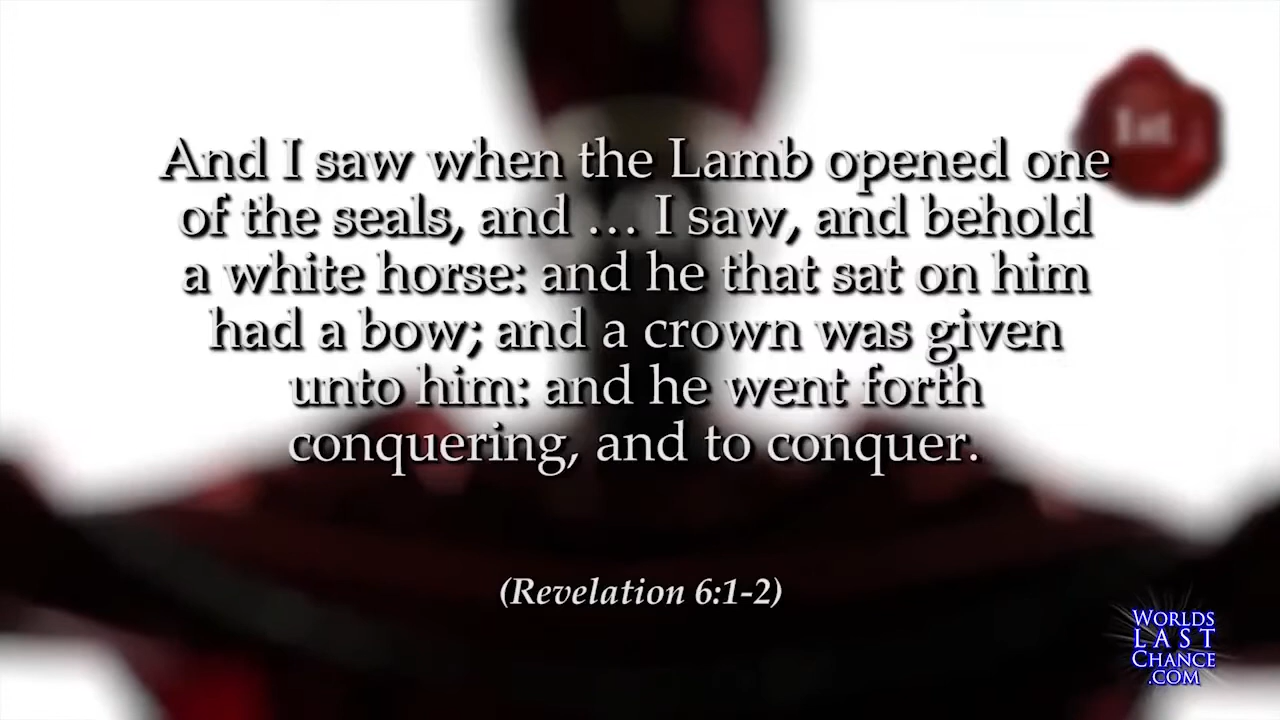 And I saw when the Lamb opened one
of the seals, and … I saw, and behold
a white horse: and he that sat on him
had a bow; and a crown was given
unto him: and he went forth
conquering, and to conquer.
(Revelation 6:1-2)
1st
WORLDS
LAST
CHANCE
.COM